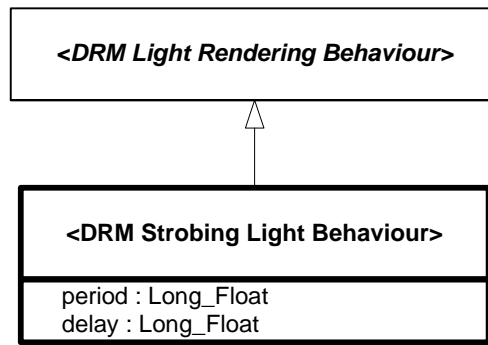 <DRM Light Rendering Behaviour>
<DRM Strobing Light Behaviour>
period : Long_Float
delay : Long_Float